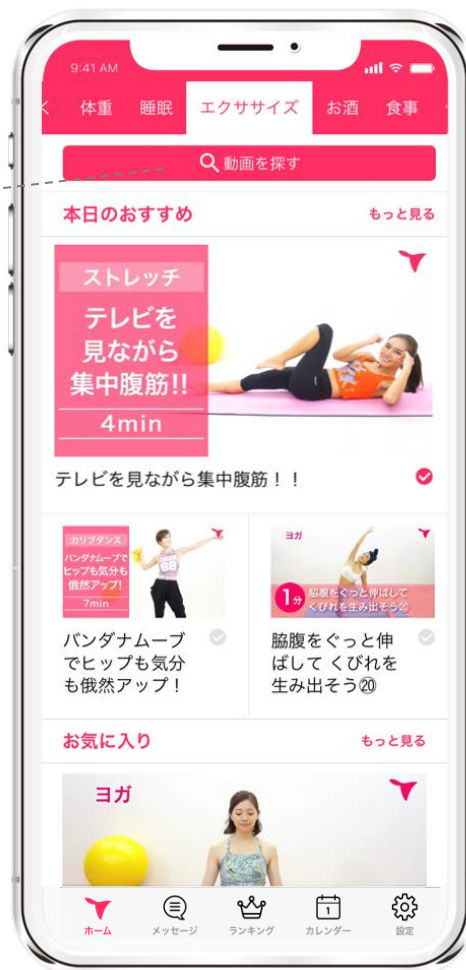 9:41 AM
体重 睡眠 エクササイズ お酒 食事
動画を探す
本日のおすすめ もっと見る
ストレッチ
テレビを
見ながら
集中腹筋!!
4min
テレビを見ながら集中腹筋！！
カリブダンス
バンダナムーブで
ヒップも気分も
俄然アップ!
7min
ヨガ
1分 脇腹をぐっと伸ばして
くびれを生み出そう⑳
バンダナムーブ
でヒップも気分
も俄然アップ！
脇腹をぐっと伸
ばして くびれを
生み出そう⑳
お気に入り もっと見る
ヨガ
1
ホーム メッセージ ランキング カレンダー 設定